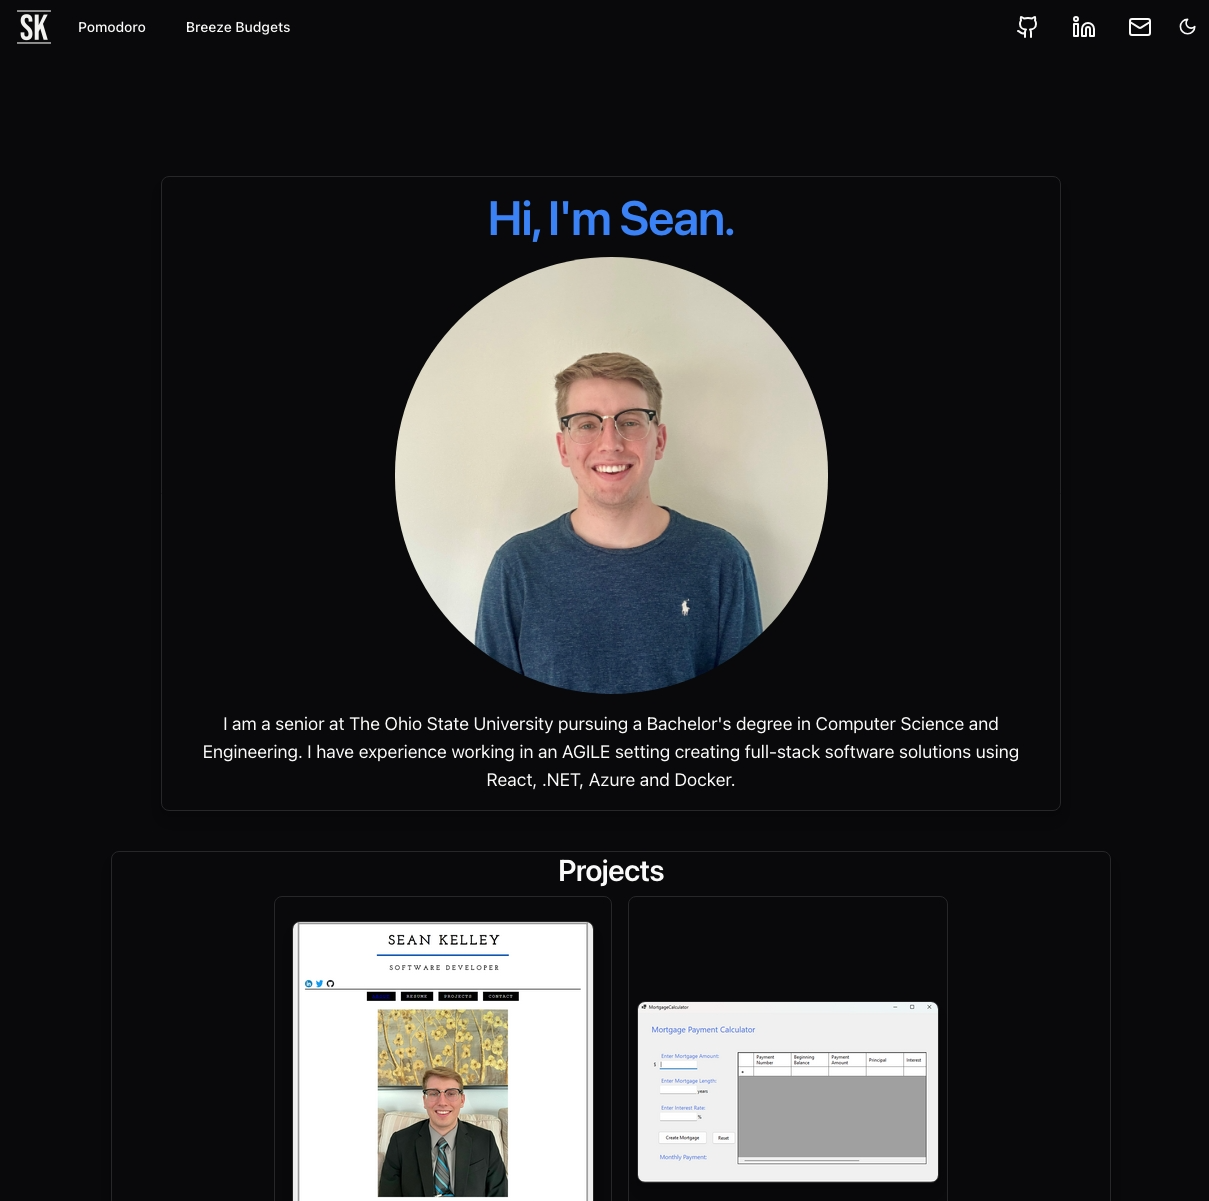 SK
Pomodoro
Breeze Budgets
Hi, I'm Sean.
I am a senior at The Ohio State University pursuing a Bachelor's degree in Computer Science and
Engineering. I have experience working in an AGILE setting creating full-stack software solutions using
React, .NET, Azure and Docker.
Projects
SEAN KELLEY
SOFTWARE DEVELOPER
RESUME
PROJECTS
CONTACT
MortgageCalculator
Mortgage Payment Calculator
Enter Mortgage Amount:
$
Enter Mortgage Length:
years
Enter Interest Rate:
%
Create Mortgage
Reset
Monthly Payment:
Payment Number
Beginning Balance
Payment Amount
Principal
Interest